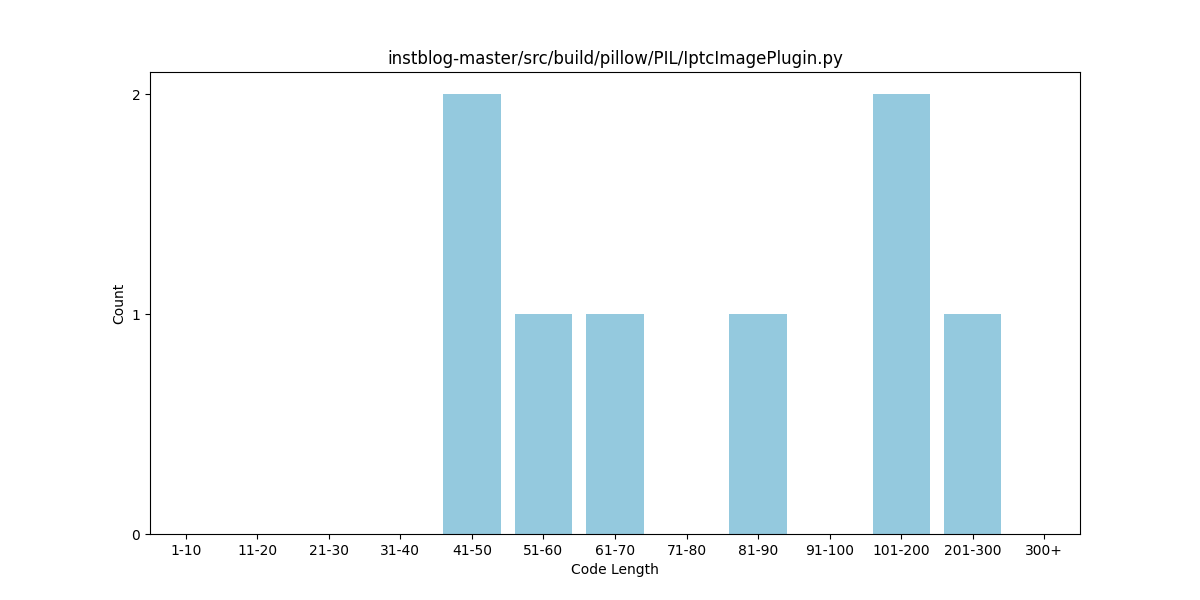 instblog-master/src/build/pillow/PIL/IptcImagePlugin.py
2
1
0
Count
1-10 11-20 21-30 31-40 41-50 51-60 61-70 71-80 81-90 91-100 101-200 201-300 300+
Code Length